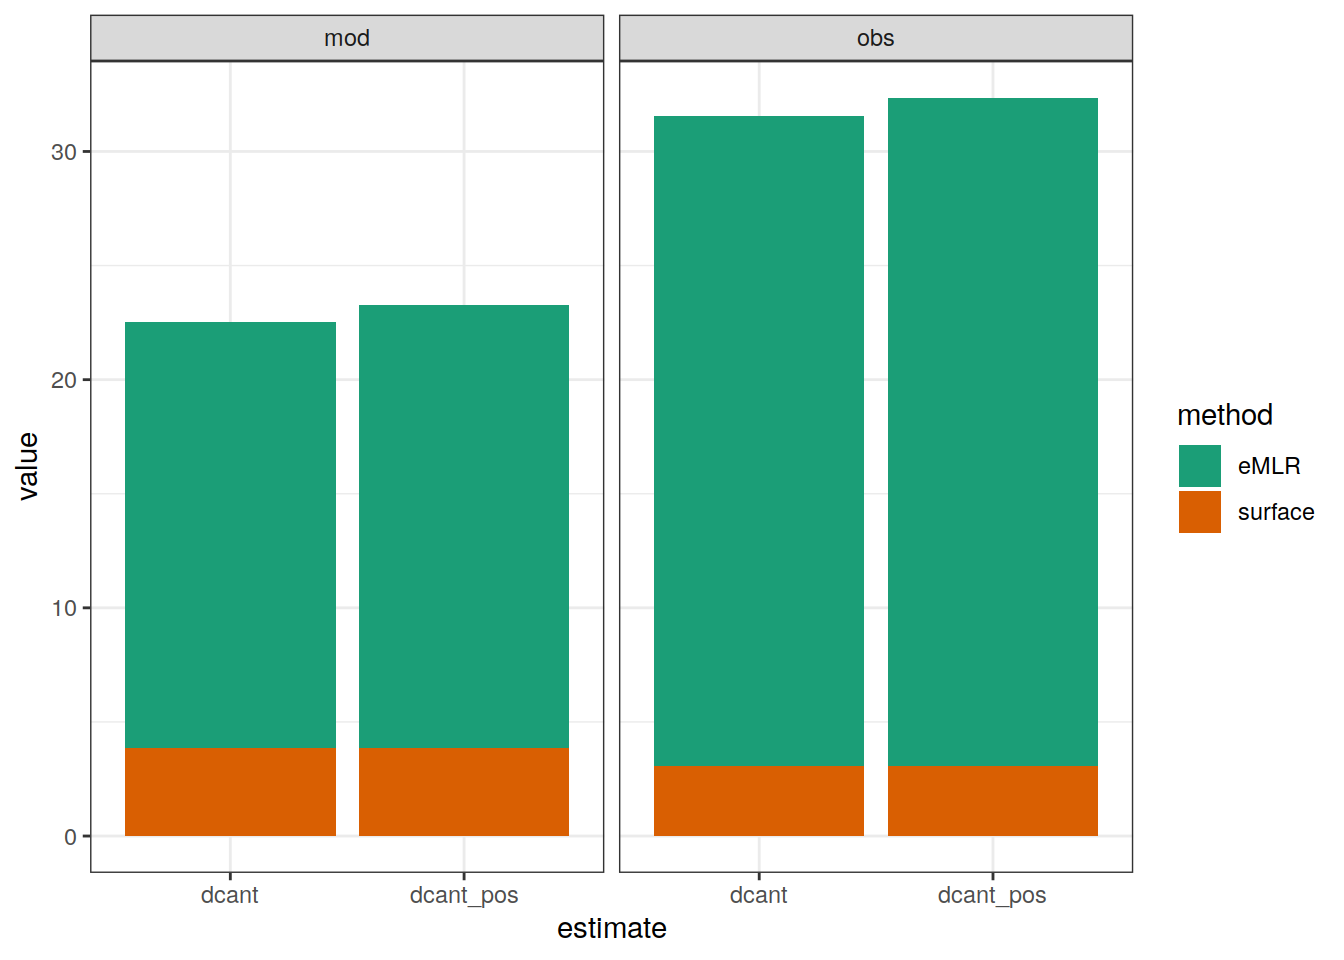 mod
obs
value
30
20
10
0
dcant
dcant_pos
dcant
dcant_pos
estimate
method
eMLR
surface